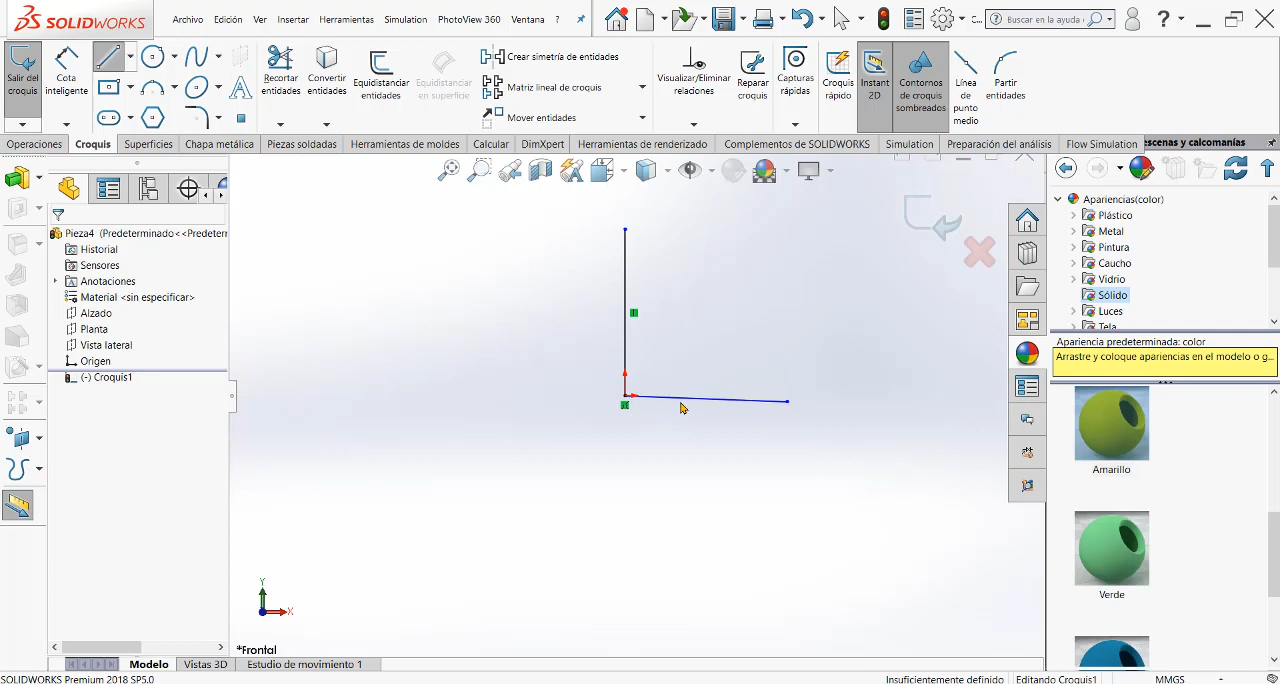 SOLIDWORKS
Archivo Edición Ver Insertar Herramientas Simulation PhotoView 360 Ventana ?
C...
Buscar en la ayuda
?
Salir del croquis
Cota inteligente
Recortar entidades
Convertir entidades
Equidistanciar entidades
Equidistanciar en superficie
Crear simetría de entidades
Matriz lineal de croquis
Mover entidades
Visualizar/Eliminar relaciones
Reparar croquis
Capturas rápidas
Croquis rápido
Instant 2D
Contornos de croquis sombreados
Línea de punto medio
Partir entidades
Operaciones Croquis Superficies Chapa metálica Piezas soldadas Herramientas de moldes Calcular DimXpert Herramientas de renderizado Complementos de SOLIDWORKS Simulation Preparación del análisis Flow Simulation
escenas y calcomanías
Pieza4 (Predeterminado<<Predeterr
Historial
Sensores
Anotaciones
Material <sin especificar>
Alzado
Planta
Vista lateral
Origen
(-) Croquis1
Y
X
*Frontal
Apariencias(color)
Plástico
Metal
Pintura
Caucho
Vidrio
Sólido
Luces
Tela
Apariencia predeterminada: color
Arrastre y coloque apariencias en el modelo o g...
Amarillo
Verde
Modelo Vistas 3D Estudio de movimiento 1
SOLIDWORKS Premium 2018 SP5.0
Insuficientemente definido Editando Croquis1 MMGS